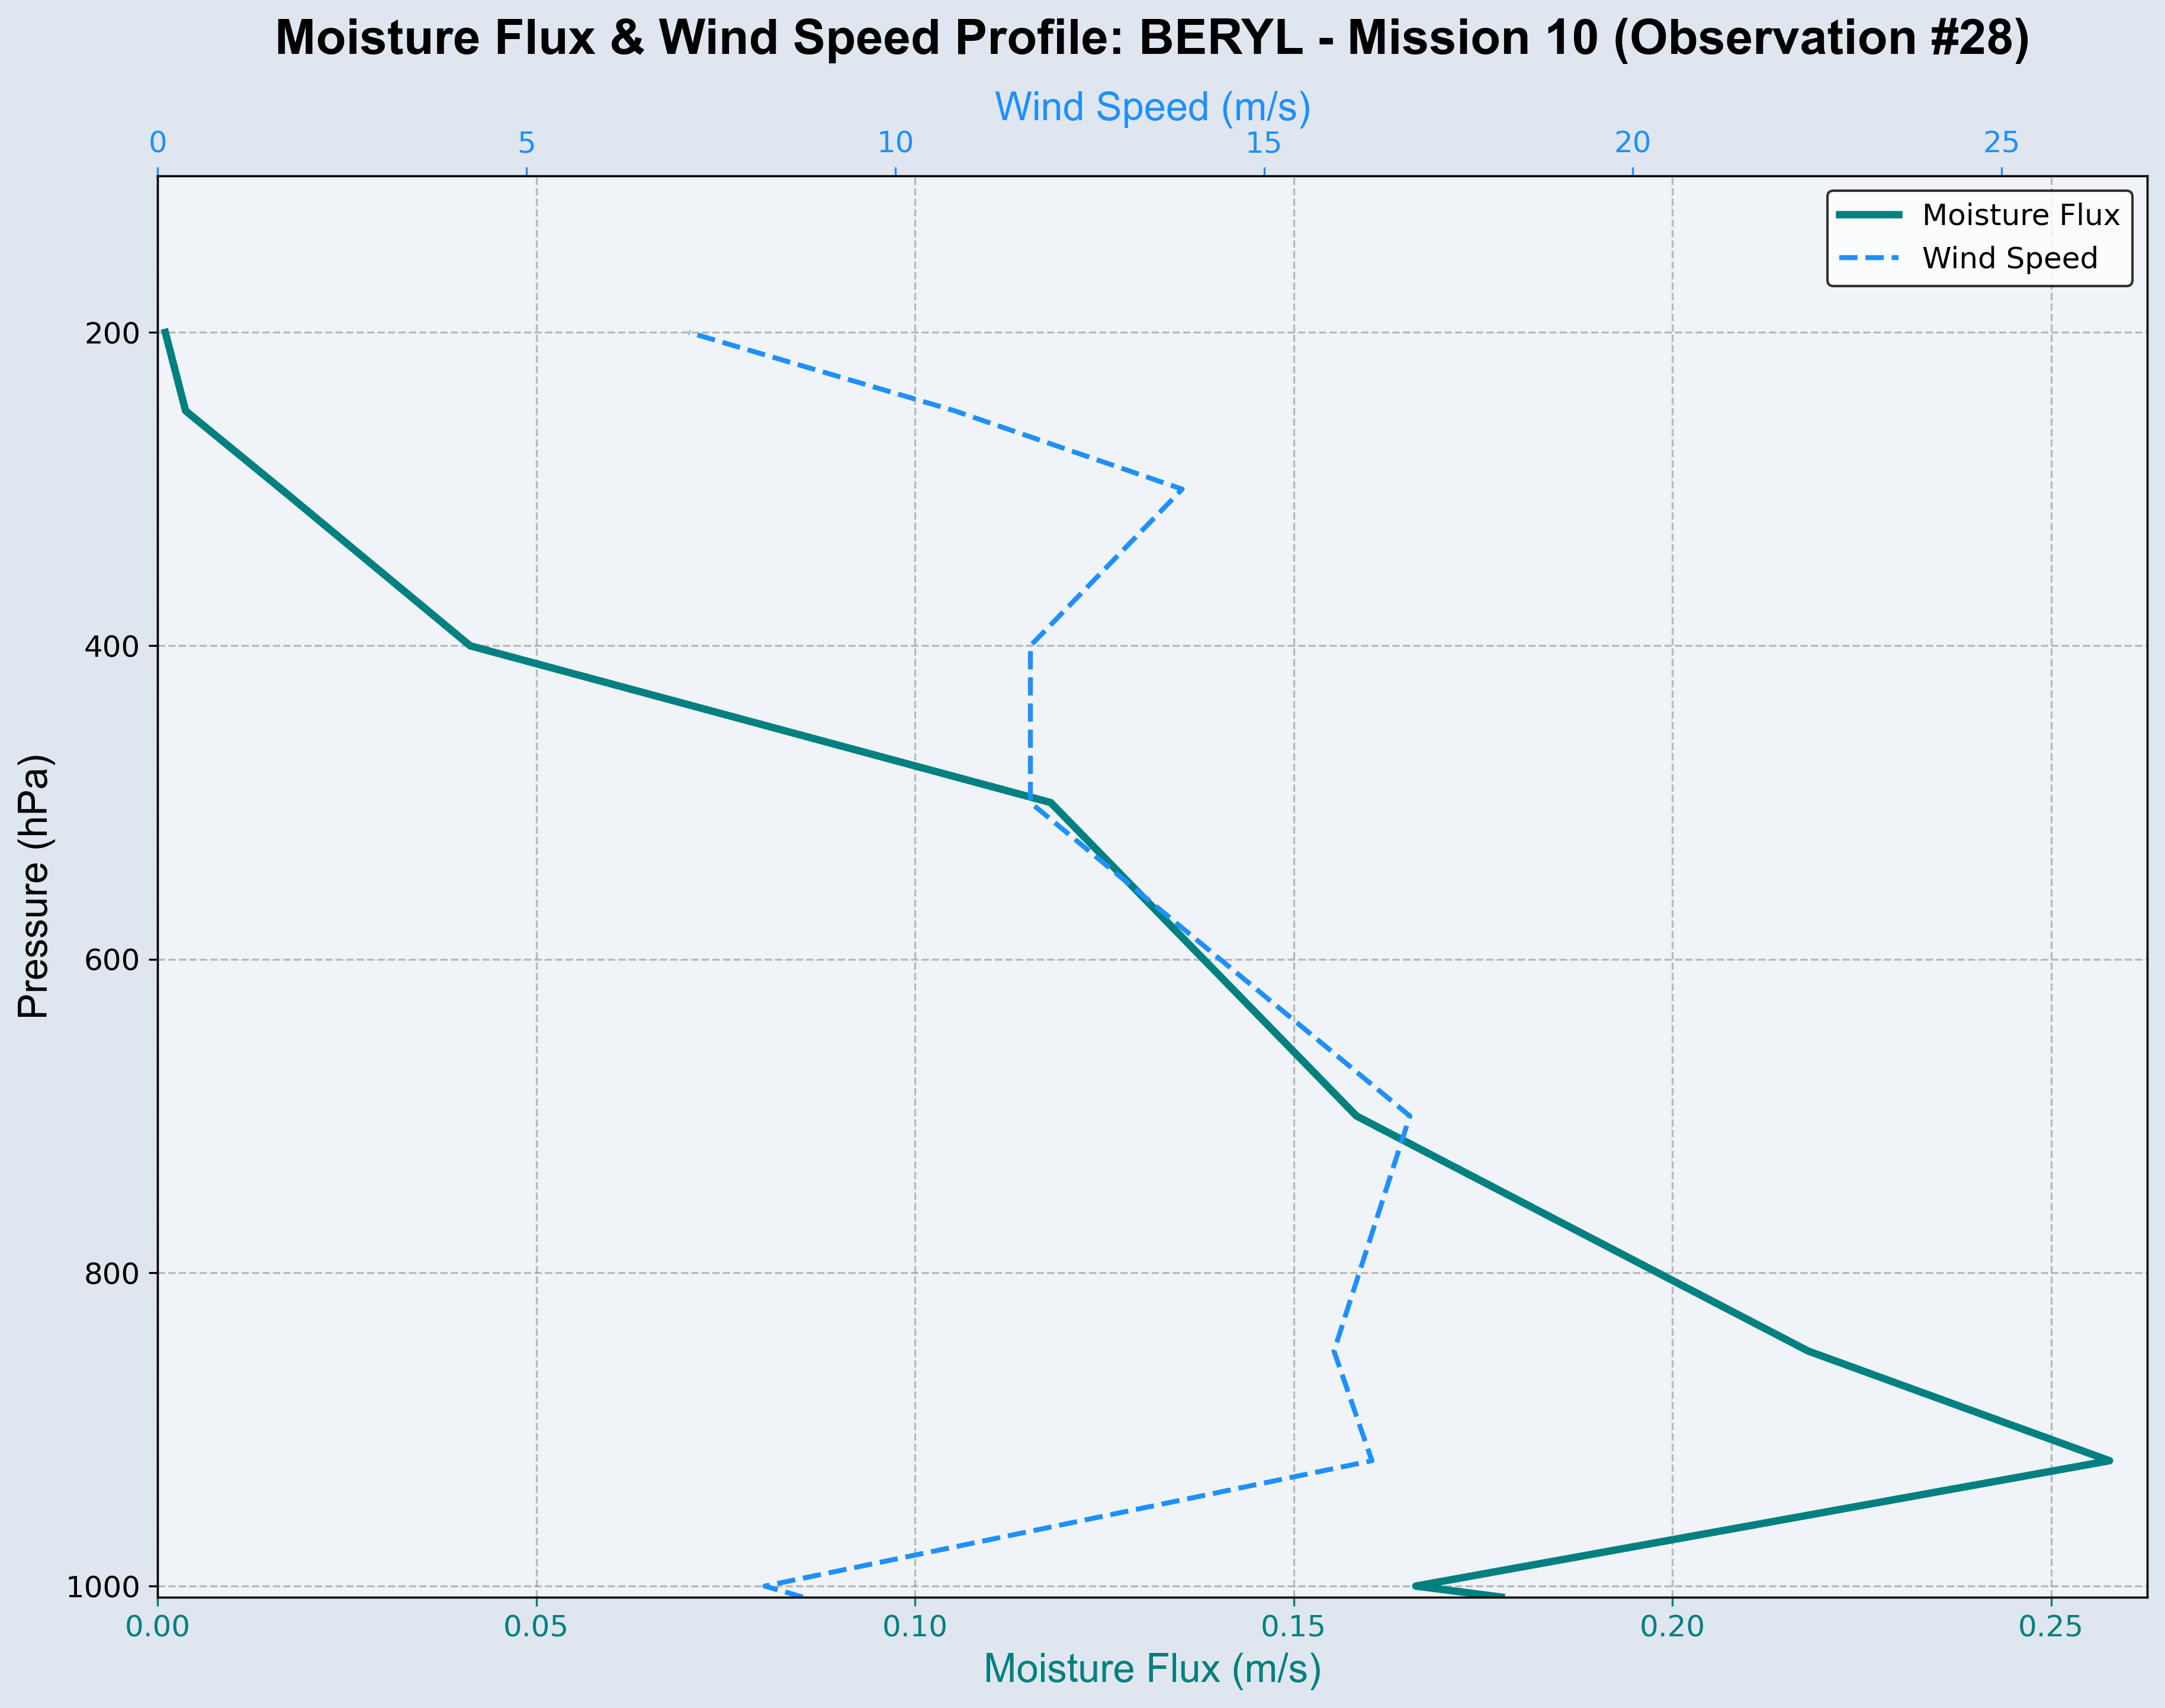 Moisture Flux & Wind Speed Profile: BERYL - Mission 10 (Observation #28)
Wind Speed (m/s)
0 5 10 15 20 25
Moisture Flux
Wind Speed
200
400
600
800
1000
Pressure (hPa)
0.00 0.05 0.10 0.15 0.20 0.25
Moisture Flux (m/s)